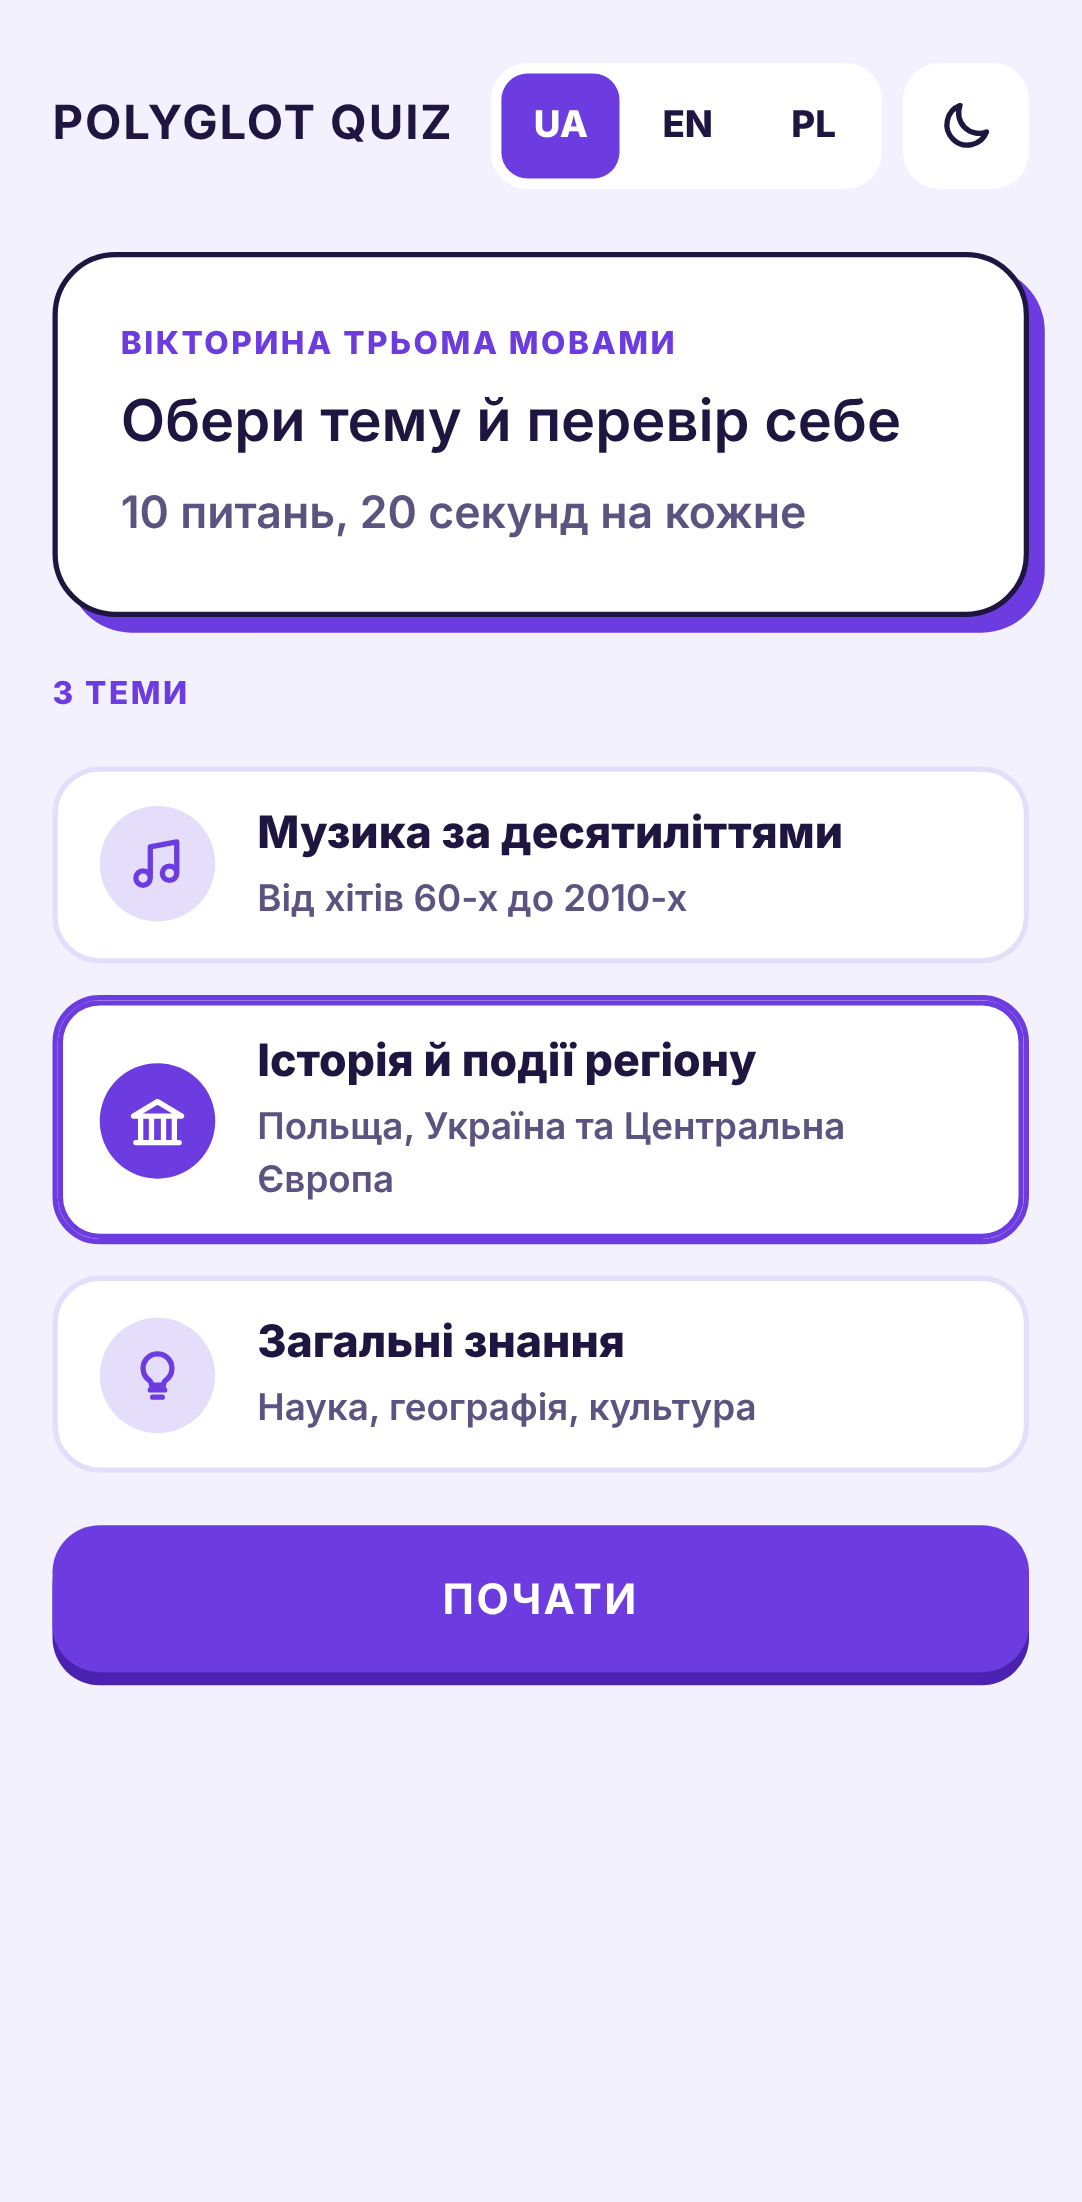 POLYGLOT QUIZ
UA EN PL
ВІКТОРИНА ТРЬОМА МОВАМИ
Обери тему й перевір себе
10 питань, 20 секунд на кожне
3 ТЕМИ
Музика за десятиліттями
Від хітів 60-х до 2010-х
Історія й події регіону
Польща, Україна та Центральна
Європа
Загальні знання
Наука, географія, культура
ПОЧАТИ